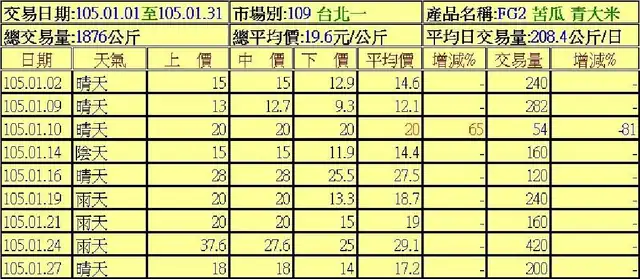 交易日期:105.01.01至105.01.31 市場別:109 台北一 產品名稱:FG2 苦瓜 青大米
總交易量:1876公斤 總平均價:19.6元/公斤 平均日交易量:208.4公斤/日
日期 天氣 上 價 中 價 下 價 平均價 增減% 交易量 增減%
105.01.02 晴天 15 15 12.9 14.6 - 240 -
105.01.09 晴天 13 12.7 9.3 12.1 - 282 -
105.01.10 晴天 20 20 20 20 65 54 -81
105.01.14 陰天 15 15 11.9 14.4 - 160 -
105.01.16 晴天 28 28 25.5 27.5 - 120 -
105.01.19 雨天 20 20 13.3 18.7 - 240 -
105.01.21 雨天 20 20 15 19 - 160 -
105.01.24 雨天 37.6 27.6 25 29.1 - 420 -
105.01.27 晴天 18 18 14 17.2 - 200 -